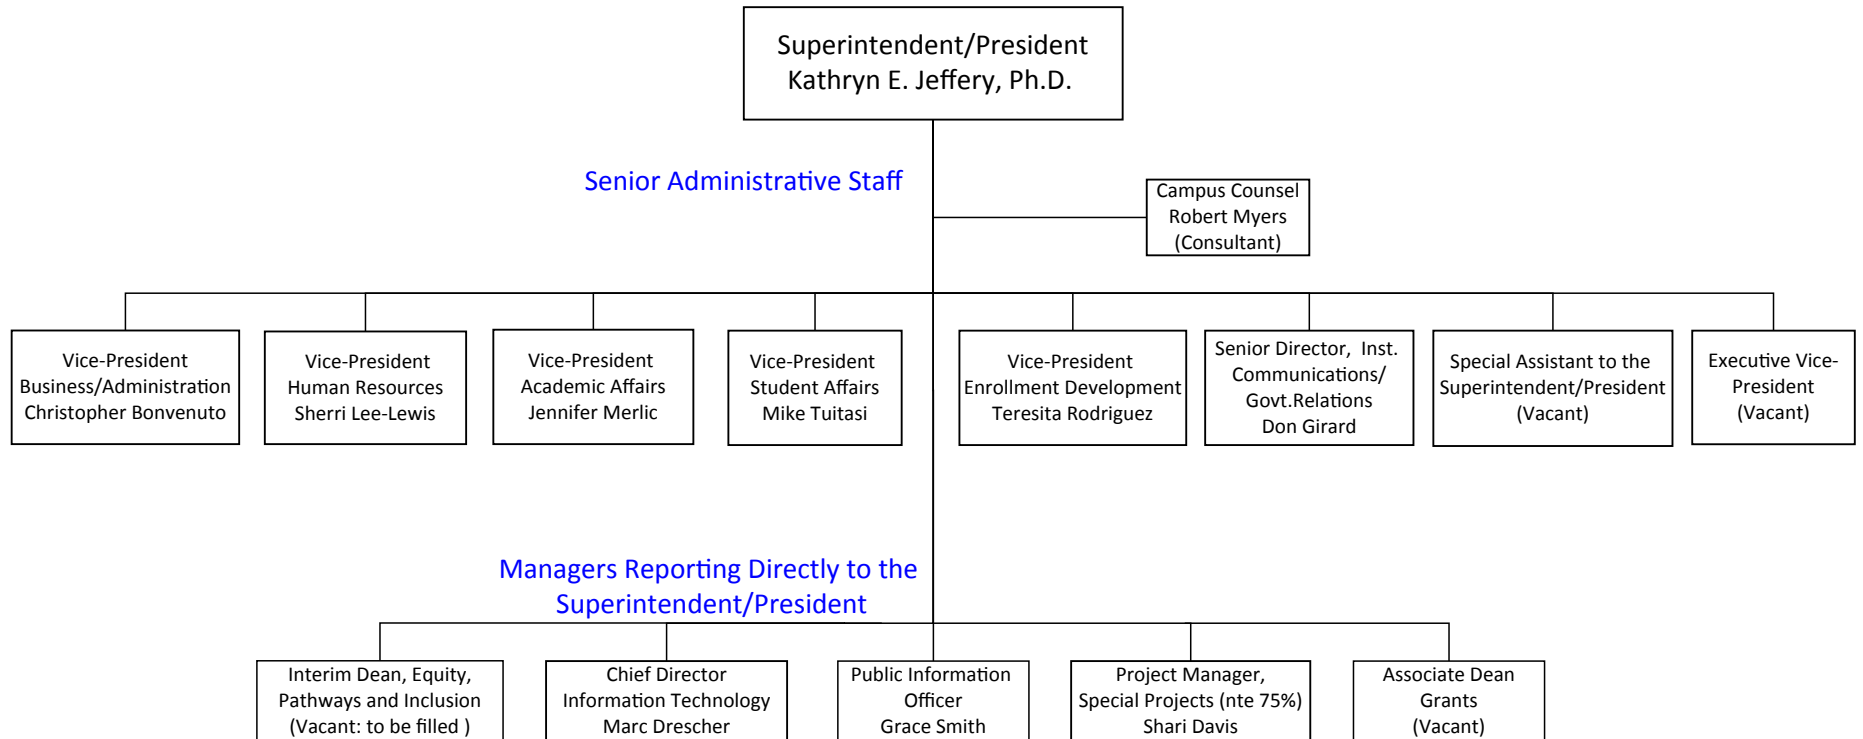 Superintendent/President
Kathryn E. Jeffery, Ph.D.
Senior Administrative Staff
Campus Counsel
Robert Myers
(Consultant)
Vice-President
Business/Administration
Christopher Bonvenuto
Vice-President
Human Resources
Sherri Lee-Lewis
Vice-President
Academic Affairs
Jennifer Merlic
Vice-President
Student Affairs
Mike Tuitasi
Vice-President
Enrollment Development
Teresita Rodriguez
Senior Director,  Inst.
Communications/
Govt.Relations
Don Girard
Special Assistant to the
Superintendent/President
(Vacant)
Executive Vice-
President
(Vacant)
Managers Reporting Directly to the
Superintendent/President
Interim Dean, Equity,
Pathways and Inclusion
(Vacant: to be filled )
Chief Director
Information Technology
Marc Drescher
Public Information
Officer
Grace Smith
Project Manager,
Special Projects (nte 75%)
Shari Davis
Associate Dean
Grants
(Vacant)